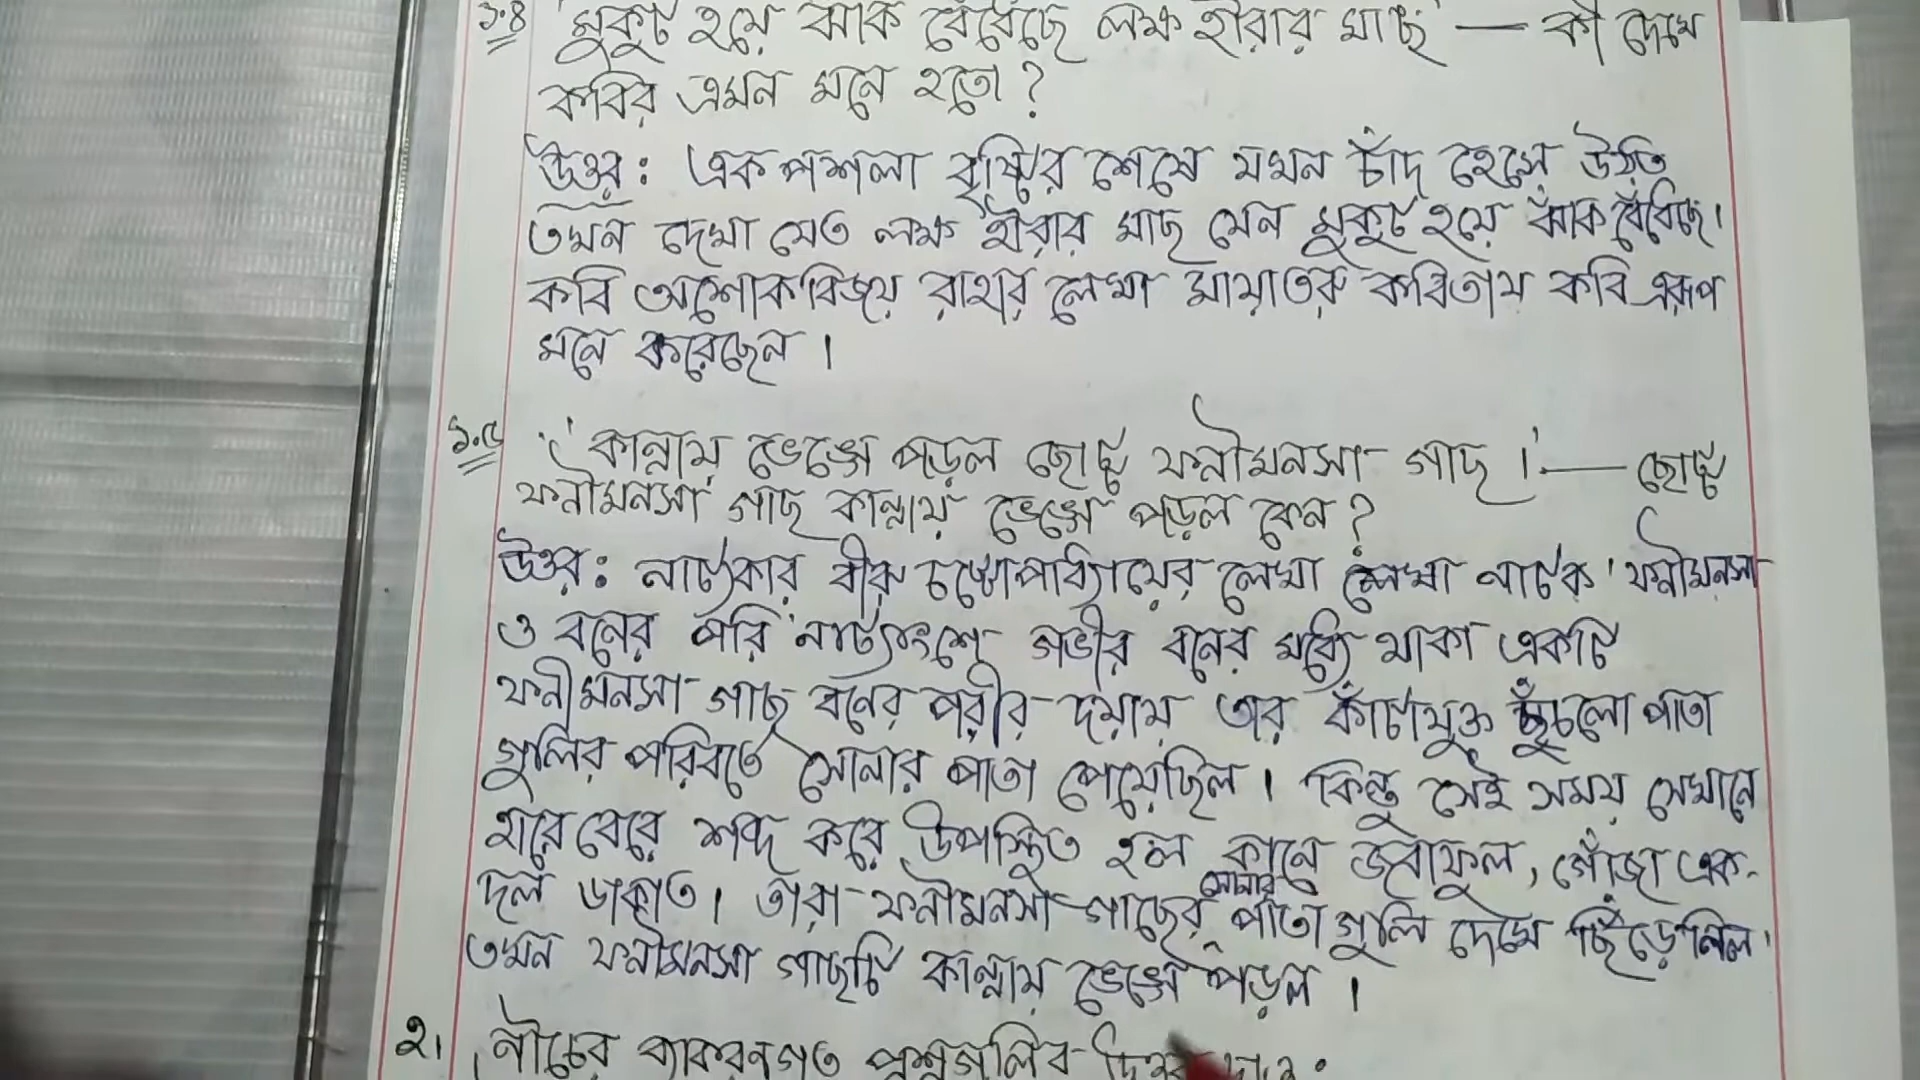 ১.৪ 'মুকুট হয়ে ঝাঁক বেঁধেছে লক্ষ হীরার মাছ' — কী দেখে
কবির এমন মনে হতো?
উত্তর: একপশলা বৃষ্টির শেষে যখন চাঁদ হেসে উঠত
তখন দেখা যেত লক্ষ হীরার মাছ যেন মুকুট হয়ে ঝাঁক বেঁধেছে।
কবি অশোকবিজয় রাহার লেখা মায়াতরু কবিতায় কবি এরূপ
মনে করেছেন।
১.৫ 'কান্নায় ভেঙ্গে পড়ল ছোট্ট ফনীমনসা গাছ।' — ছোট্ট
ফনীমনসা গাছ কান্নায় ভেঙ্গে পড়ল কেন?
উত্তর: নাট্যকার বীরু চট্টোপাধ্যায়ের লেখা লেখা নাটক 'ফনীমনসা
ও বনের পরি' নাট্যাংশে গভীর বনের মধ্যে থাকা একটি
ফনীমনসা গাছ বনের পরীর দয়ায় তার কাঁটাযুক্ত ছুঁচলো পাতা
গুলির পরিবর্তে সোনার পাতা পেয়েছিল। কিন্তু সেই সময় সেখানে
হারে বেরে শব্দ করে উপস্থিত হল কানে জবাফুল, গোঁজা এক-
দল ডাকাত। তারা ফনীমনসা গাছের সোনার পাতা গুলি দেখে ছিঁড়ে নিল।
তখন ফনীমনসা গাছটি কান্নায় ভেঙ্গে পড়ল।
২। নীচের ব্যাকরণগত প্রশ্নগুলির